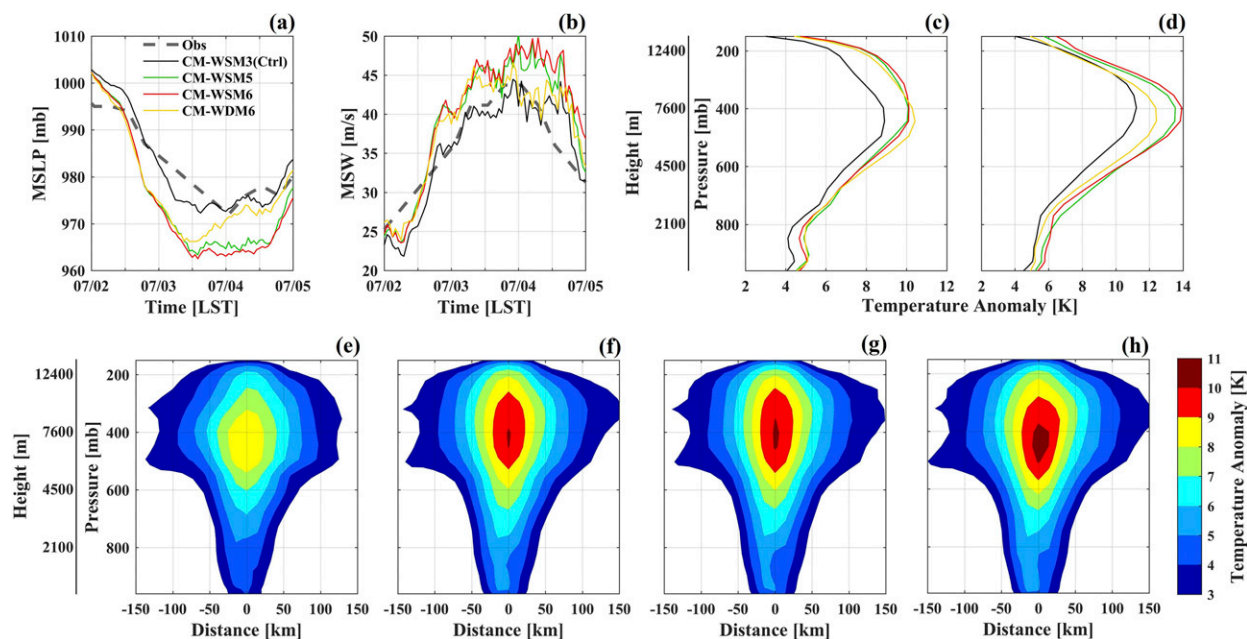 (a)
(b)
(c)
(d)
1010
1000
990
980
970
960
MSLP [mb]
Obs
CM-WSM3(Ctrl)
CM-WSM5
CM-WSM6
CM-WDM6
07/02 07/03 07/04 07/05
Time [LST]
50
45
40
35
30
25
20
MSW [m/s]
07/02 07/03 07/04 07/05
Time [LST]
Height [m]
12400
7600
4500
2100
Pressure [mb]
200
400
600
800
2 4 6 8 10 12
4 6 8 10 12 14
Temperature Anomaly [K]
(e)
(f)
(g)
(h)
Height [m]
12400
7600
4500
2100
Pressure [mb]
200
400
600
800
-150 -100 -50 0 50 100 150
Distance [km]
-100 -50 0 50 100 150
Distance [km]
-100 -50 0 50 100 150
Distance [km]
-100 -50 0 50 100 150
Distance [km]
11
10
9
8
7
6
5
4
3
Temperature Anomaly [K]